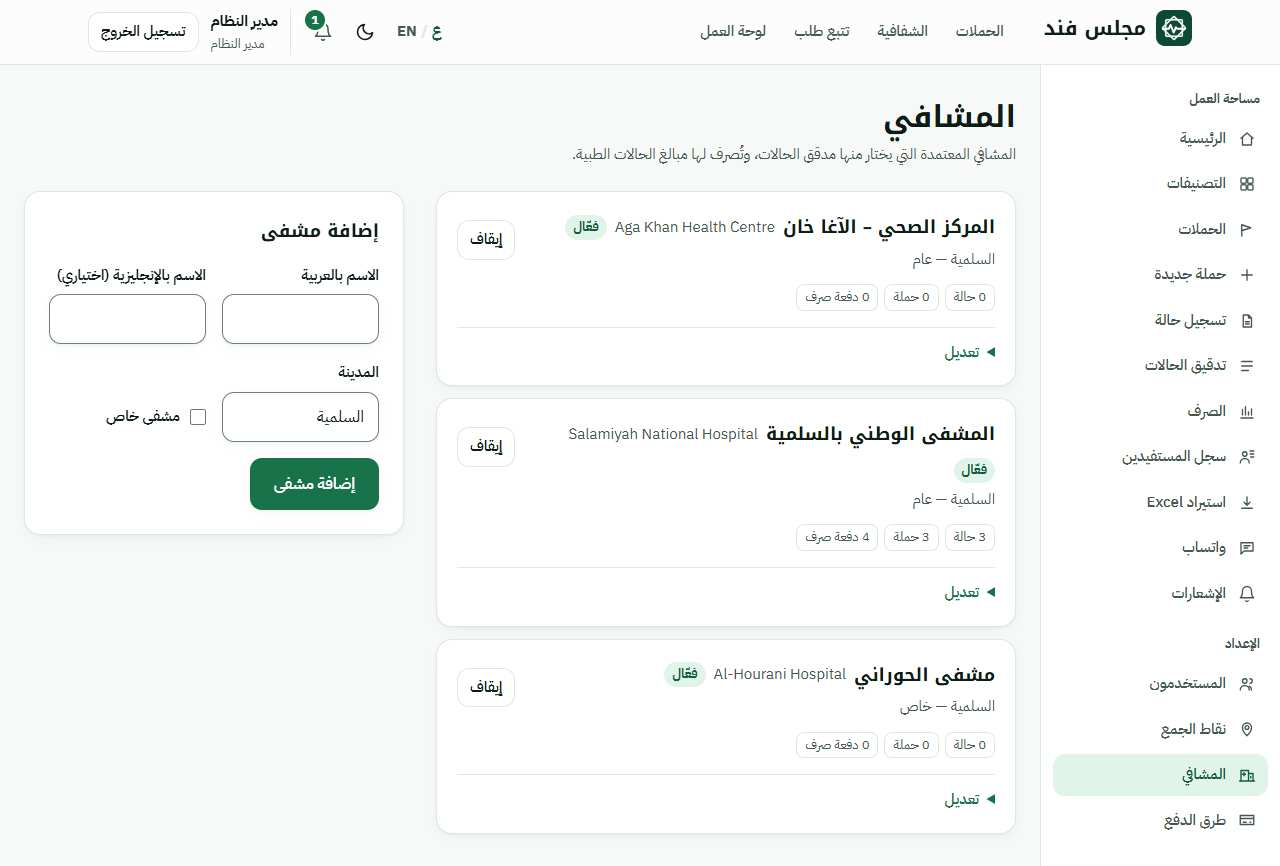 مجلس فند
الحملات
الشفافية
تتبع طلب
لوحة العمل
ع / EN
1
مدير النظام
مدير النظام
تسجيل الخروج
مساحة العمل
الرئيسية
التصنيفات
الحملات
حملة جديدة
تسجيل حالة
تدقيق الحالات
الصرف
سجل المستفيدين
استيراد Excel
واتساب
الإشعارات
الإعداد
المستخدمون
نقاط الجمع
المشافي
طرق الدفع
المشافي
المشافي المعتمدة التي يختار منها مدقق الحالات، وتُصرف لها مبالغ الحالات الطبية.
المركز الصحي – الآغا خان Aga Khan Health Centre فعّال
إيقاف
السلمية — عام
0 حالة
0 حملة
0 دفعة صرف
تعديل
المشفى الوطني بالسلمية Salamiyah National Hospital
فعّال
إيقاف
السلمية — عام
3 حالة
3 حملة
4 دفعة صرف
تعديل
مشفى الحوراني Al-Hourani Hospital فعّال
إيقاف
السلمية — خاص
0 حالة
0 حملة
0 دفعة صرف
تعديل
إضافة مشفى
الاسم بالعربية
الاسم بالإنجليزية (اختياري)
المدينة
السلمية
مشفى خاص
إضافة مشفى